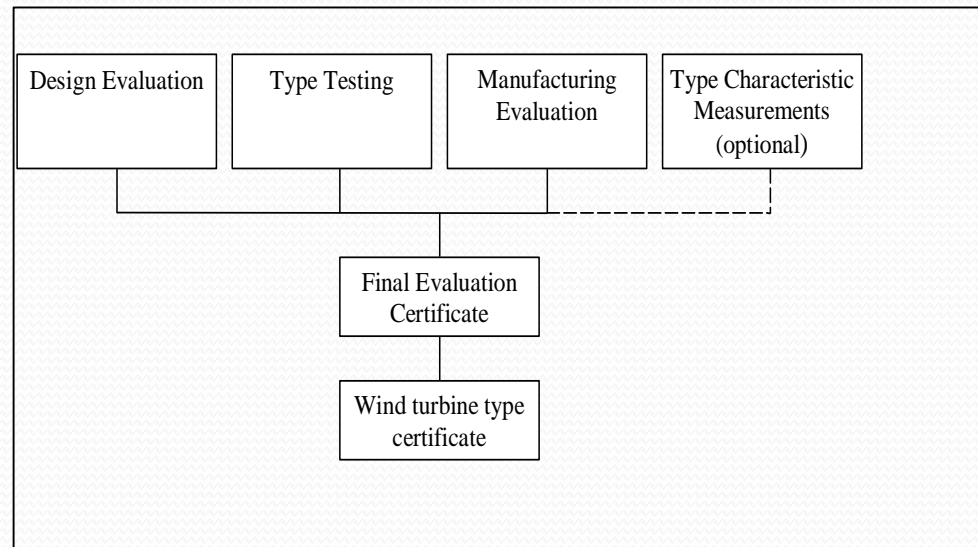 Design Evaluation
Type Testing
Manufacturing
Evaluation
Type Characteristic
Measurements
(optional)
Final Evaluation
Certificate
Wind turbine type
certificate